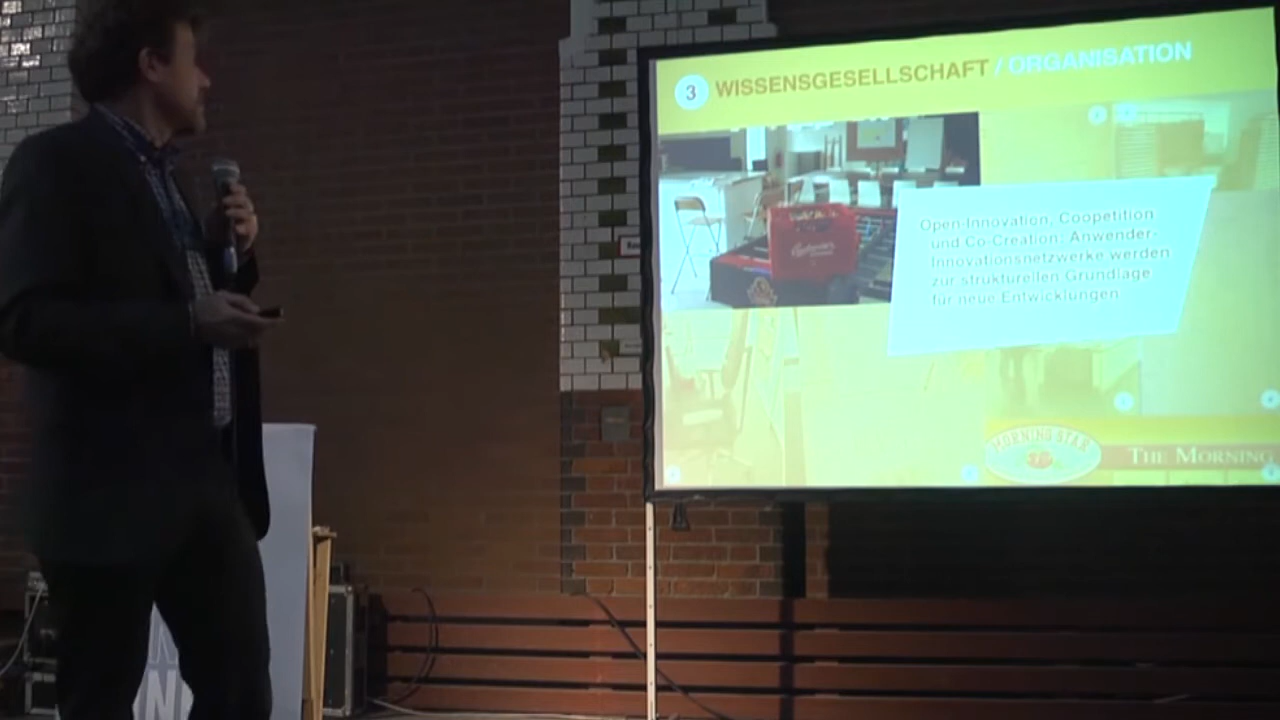 3 WISSENSGESELLSCHAFT / ORGANISATION
Open-Innovation, Coopetition
und Co-Creation: Anwender-
Innovationsnetzwerke werden
zur strukturellen Grundlage
für neue Entwicklungen
MORNING STAR
THE MORNING